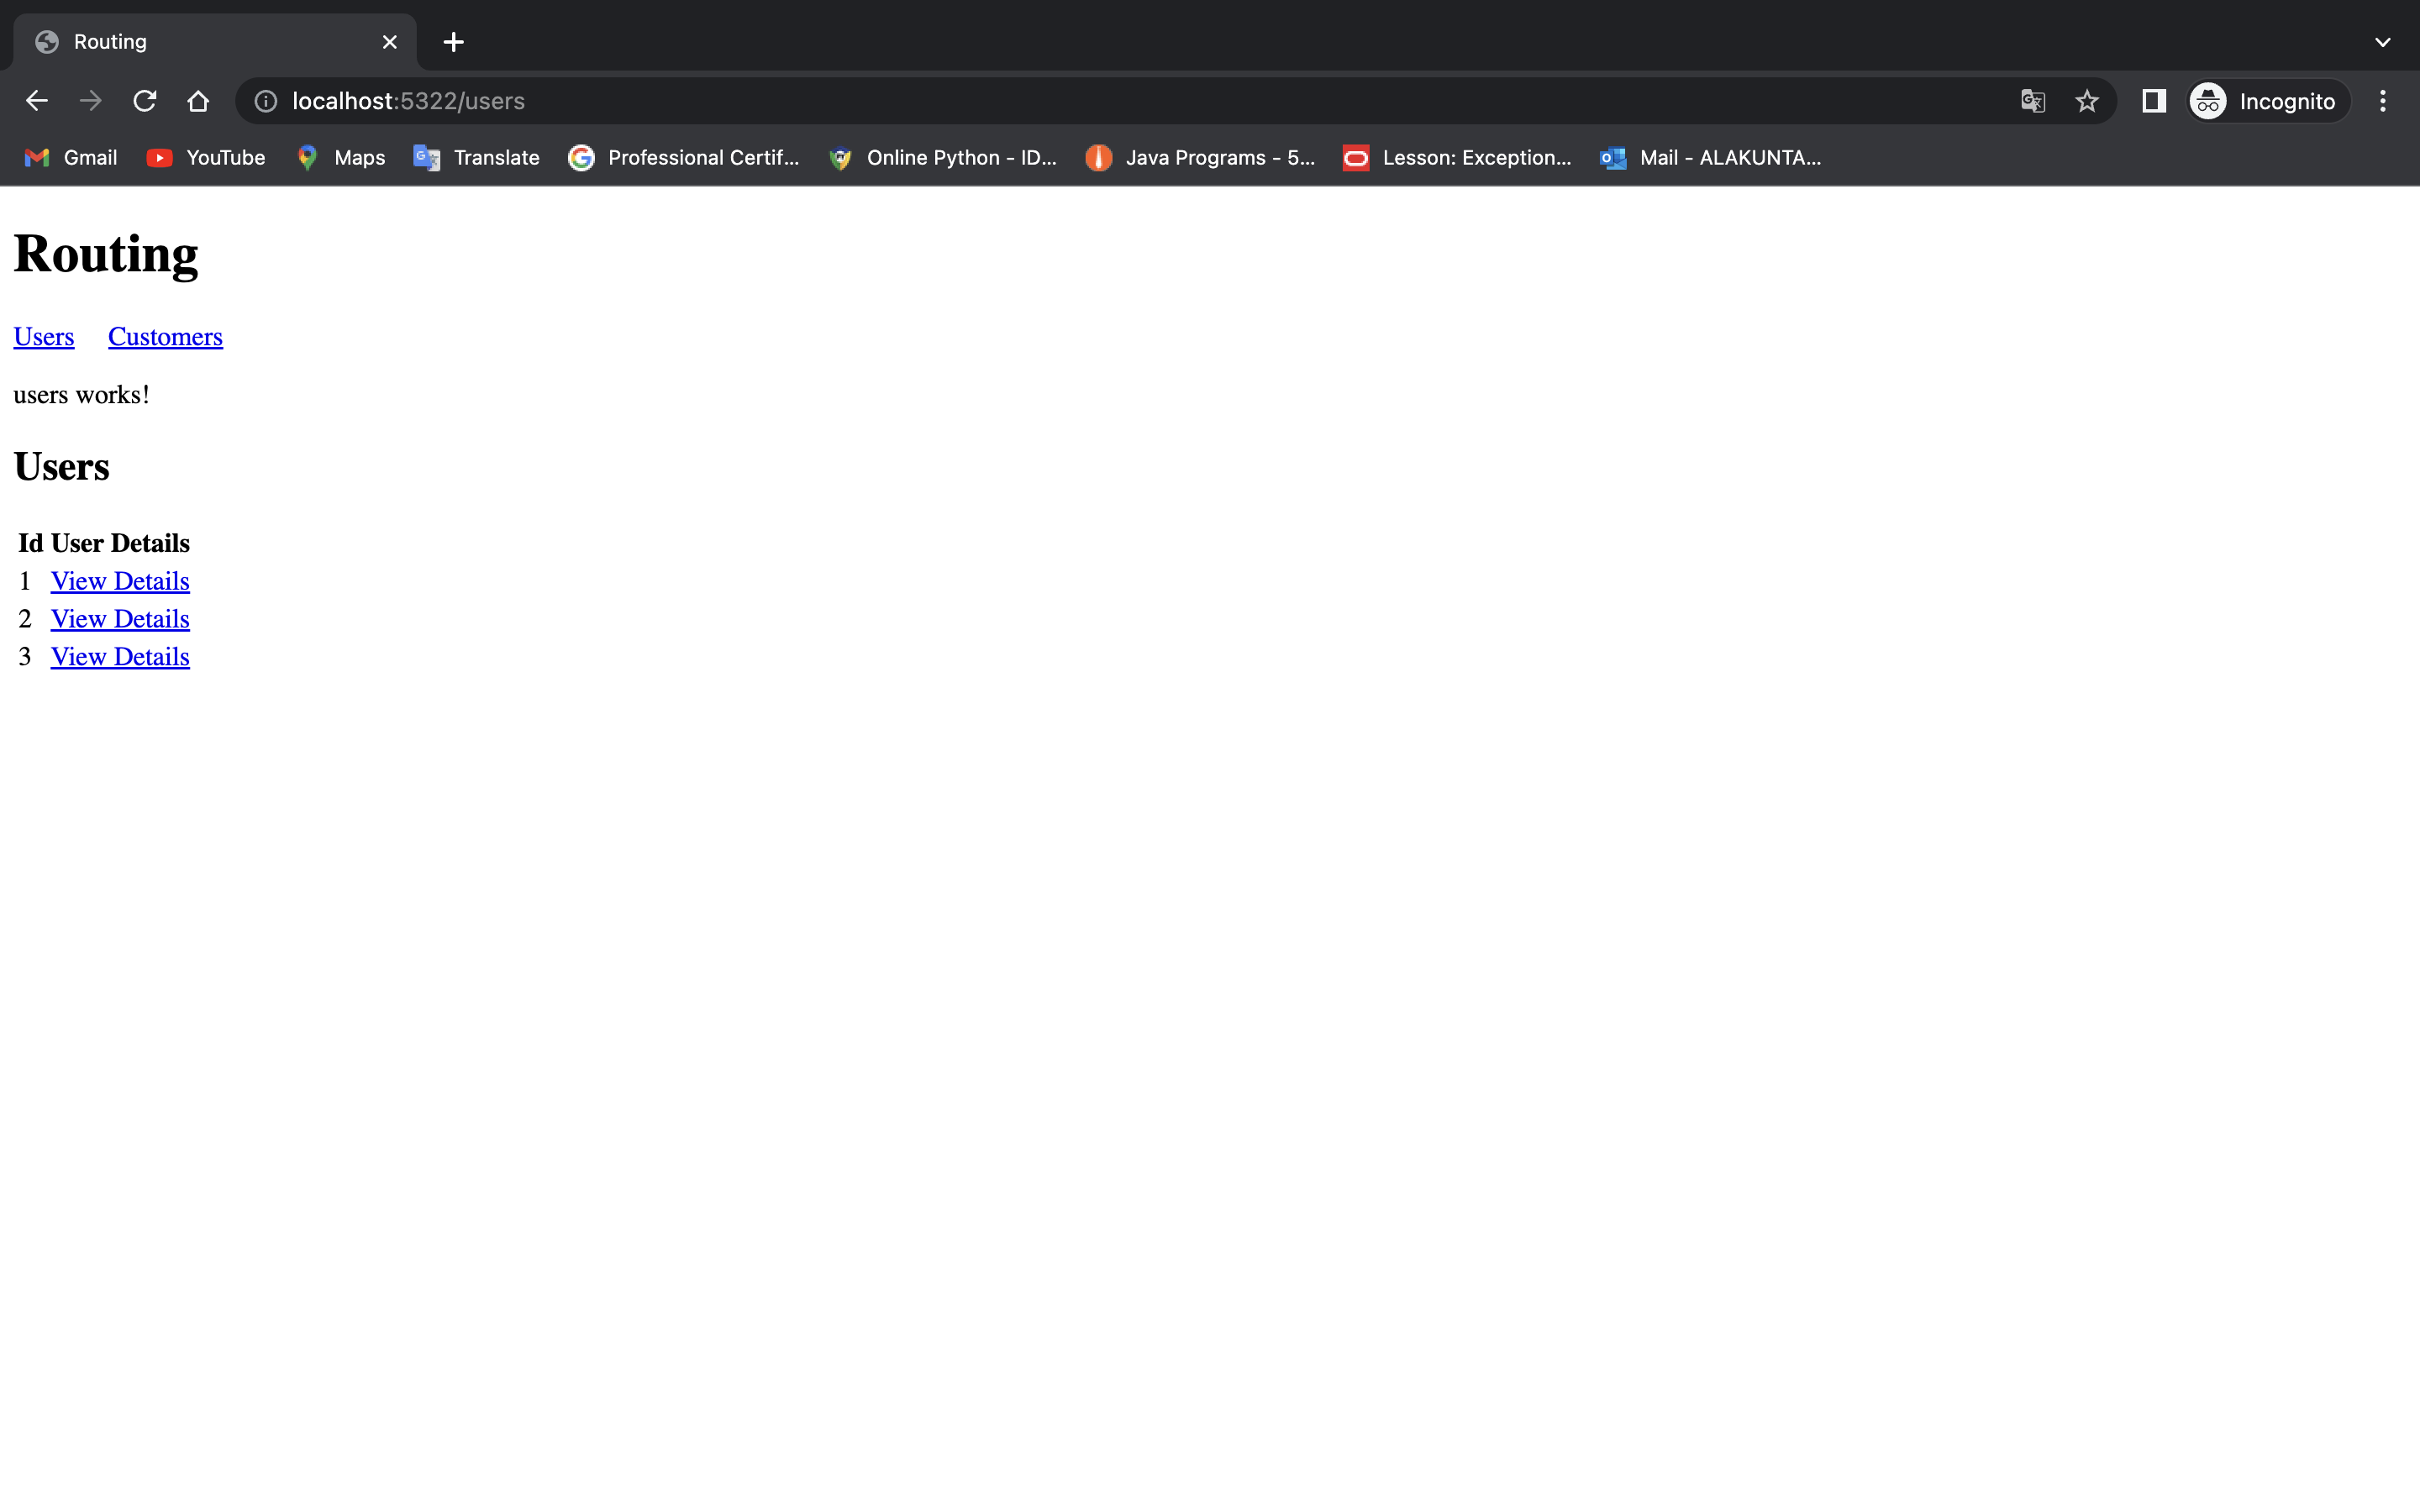 Routing
localhost:5322/users
Incognito
Gmail YouTube Maps Translate Professional Certif... Online Python - ID... Java Programs - 5... Lesson: Exception... Mail - ALAKUNTA...
Routing
Users Customers
users works!
Users
Id User Details
1 View Details
2 View Details
3 View Details